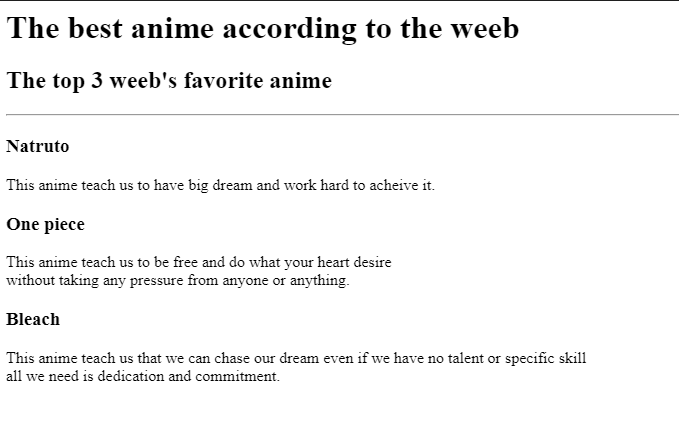 The best anime according to the weeb
The top 3 weeb's favorite anime
Natruto
This anime teach us to have big dream and work hard to acheive it.
One piece
This anime teach us to be free and do what your heart desire
without taking any pressure from anyone or anything.
Bleach
This anime teach us that we can chase our dream even if we have no talent or specific skill
all we need is dedication and commitment.